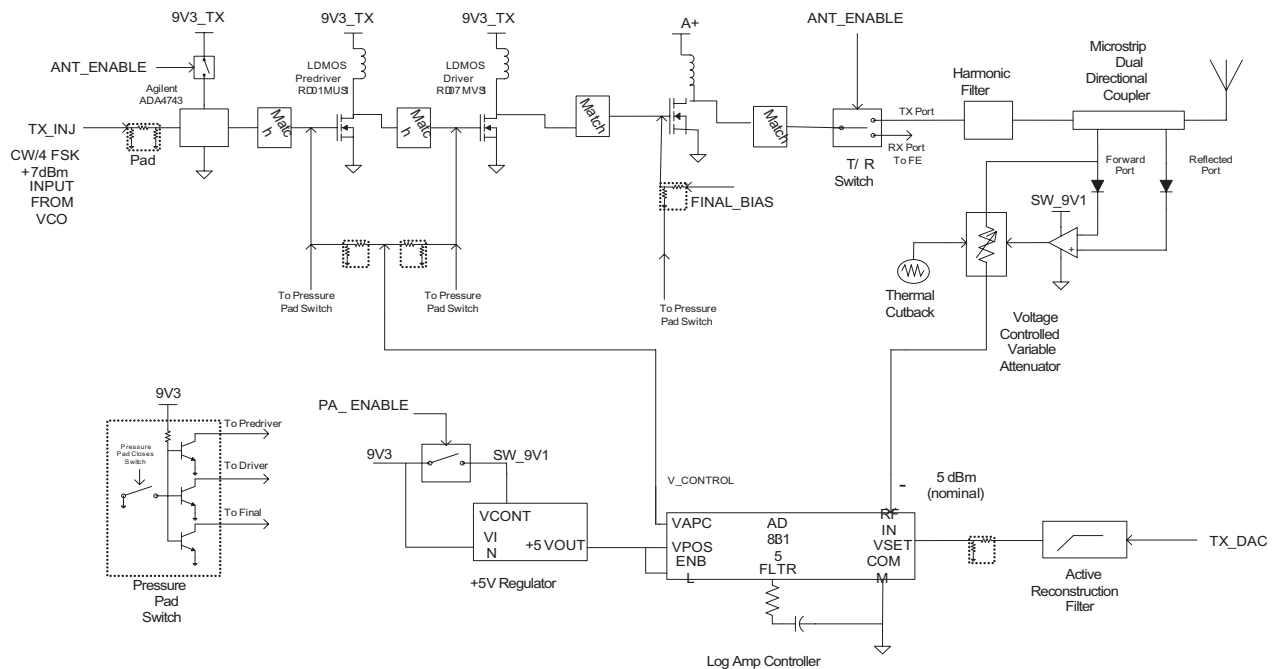 9V3_TX
9V3_TX
9V3_TX
A+
ANT_ENABLE
ANT_ENABLE
Agilent
ADA4743
LDMOS
Predriver
RD01MUS1
LDMOS
Driver
RD07MVS1
Harmonic
Filter
Microstrip
Dual
Directional
Coupler
TX_INJ
Pad
Matc
h
Matc
h
Match
Match
TX Port
RX Port
To FE
T/ R
Switch
CW/4 FSK
+7dBm
INPUT
FROM
VCO
FINAL_BIAS
Forward
Port
Reflected
Port
SW_9V1
+
Thermal
Cutback
Voltage
Controlled
Variable
Attenuator
To Pressure
Pad Switch
To Pressure
Pad Switch
To Pressure
Pad Switch
9V3
Pressure
Pad Closes
Switch
To Predriver
To Driver
To Final
Pressure
Pad
Switch
PA_ ENABLE
9V3
SW_9V1
VCONT
VI
N
+5 VOUT
+5V Regulator
V_CONTROL
-
5 dBm
(nominal)
VAPC
VPOS
ENB
L
AD
831
5
FLTR
RF
IN
VSET
COM
M
TX_DAC
Active
Reconstruction
Filter
Log Amp Controller